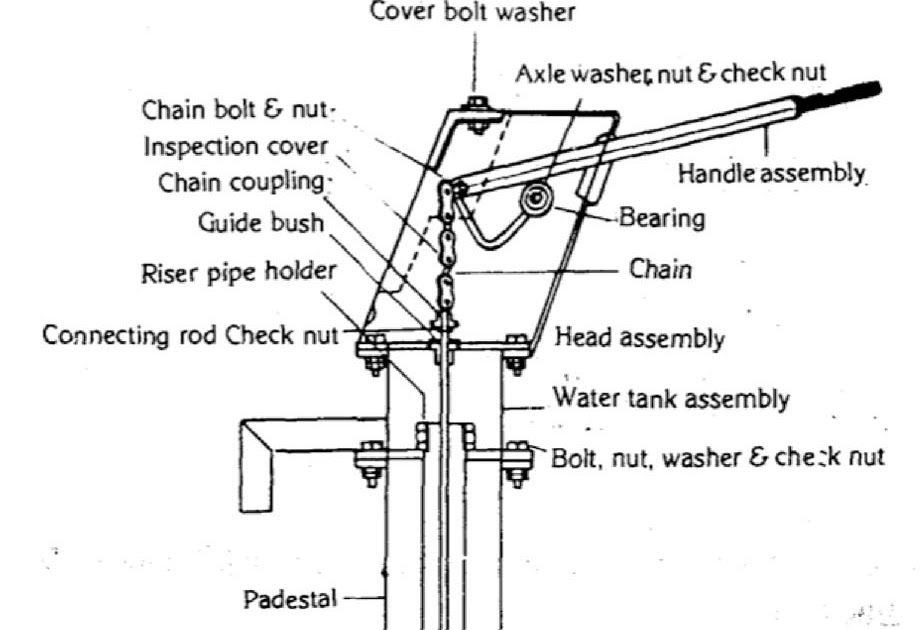 Cover bolt washer
Axle washer, nut & check nut
Chain bolt & nut
Inspection cover
Handle assembly
Chain coupling
Guide bush
Bearing
Riser pipe holder
Chain
Connecting rod Check nut
Head assembly
Water tank assembly
Bolt, nut, washer & check nut
Padestal